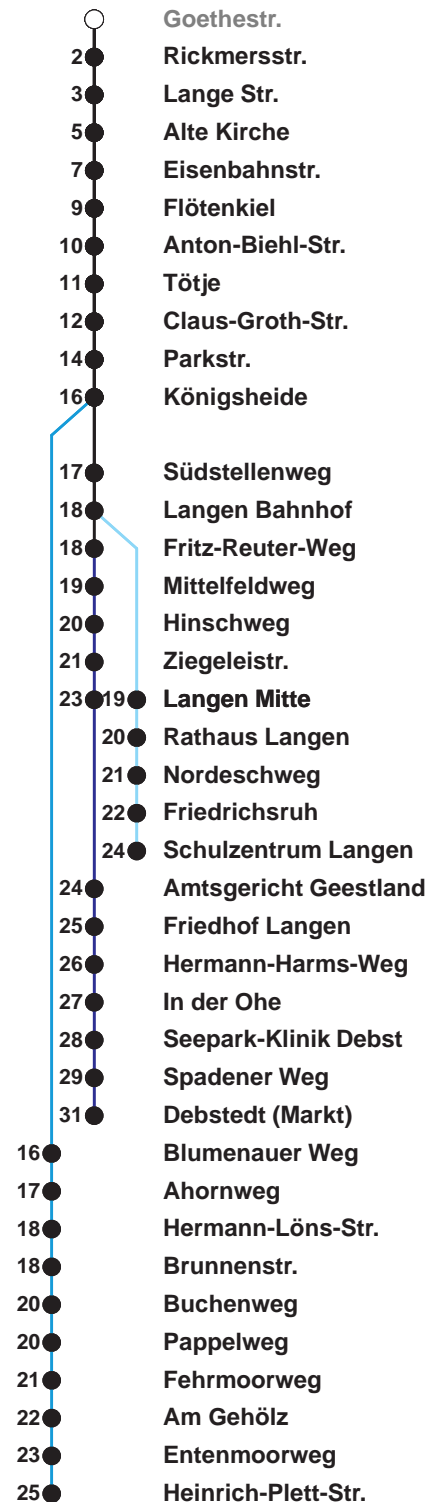 Goethestr.
2 Rickmersstr.
3 Lange Str.
5 Alte Kirche
7 Eisenbahnstr.
9 Flötenkiel
10 Anton-Biehl-Str.
11 Tötje
12 Claus-Groth-Str.
14 Parkstr.
16 Königsheide
17 Südstellenweg
18 Langen Bahnhof
18 Fritz-Reuter-Weg
19 Mittelfeldweg
20 Hinschweg
21 Ziegeleistr.
23 19 Langen Mitte
20 Rathaus Langen
21 Nordeschweg
22 Friedrichsruh
24 Schulzentrum Langen
24 Amtsgericht Geestland
25 Friedhof Langen
26 Hermann-Harms-Weg
27 In der Ohe
28 Seepark-Klinik Debst
29 Spadener Weg
31 Debstedt (Markt)
16 Blumenauer Weg
17 Ahornweg
18 Hermann-Löns-Str.
18 Brunnenstr.
20 Buchenweg
20 Pappelweg
21 Fehrmoorweg
22 Am Gehölz
23 Entenmoorweg
25 Heinrich-Plett-Str.